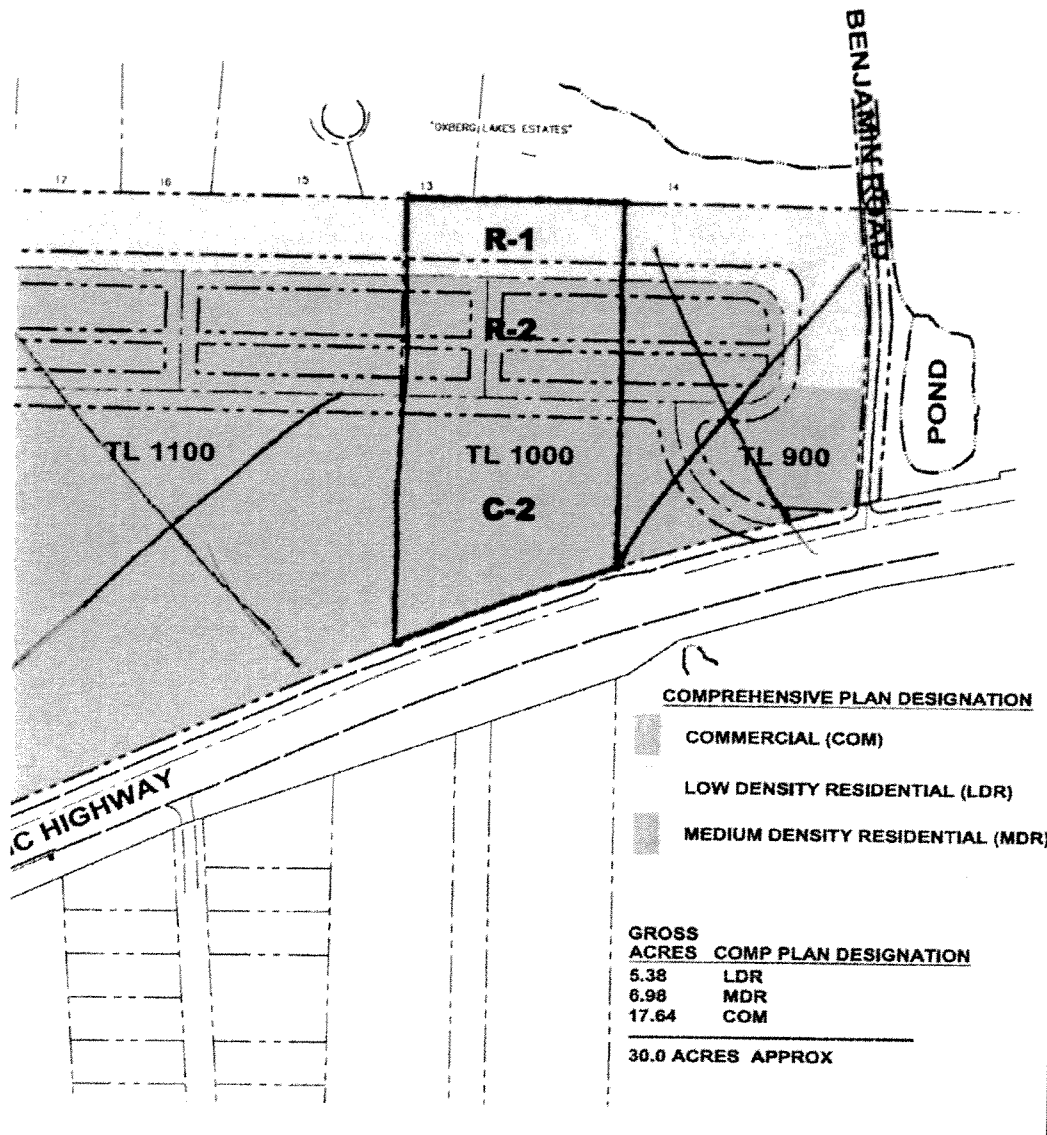 BENJAMIN ROAD
"OXBERG LAKES ESTATES"
17
16
15
13
14
R-1
R-2
POND
TL 1100
TL 1000
TL 900
C-2
COMPREHENSIVE PLAN DESIGNATION
COMMERCIAL (COM)
LOW DENSITY RESIDENTIAL (LDR)
MEDIUM DENSITY RESIDENTIAL (MDR)
IC HIGHWAY
GROSS
ACRES COMP PLAN DESIGNATION
5.38 LDR
6.98 MDR
17.64 COM
30.0 ACRES APPROX